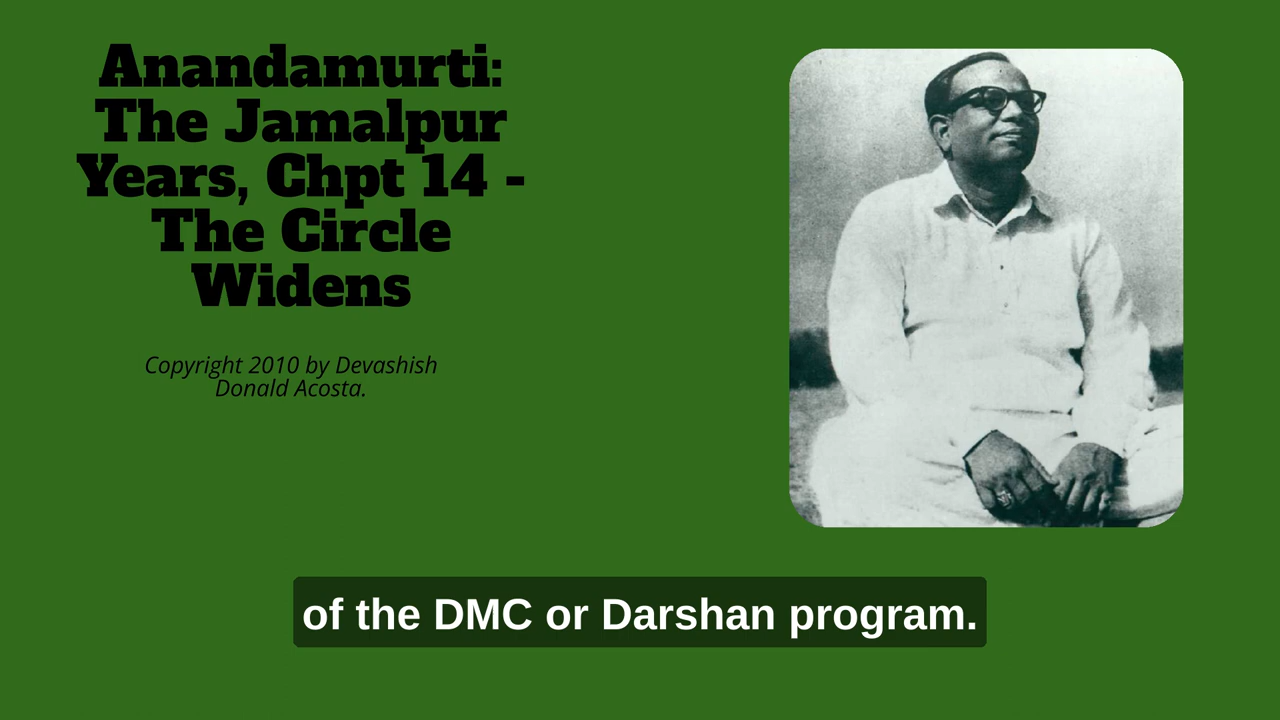 Anandamurti:
The Jamalpur
Years, Chpt 14 -
The Circle
Widens
Copyright 2010 by Devashish
Donald Acosta.
of the DMC or Darshan program.